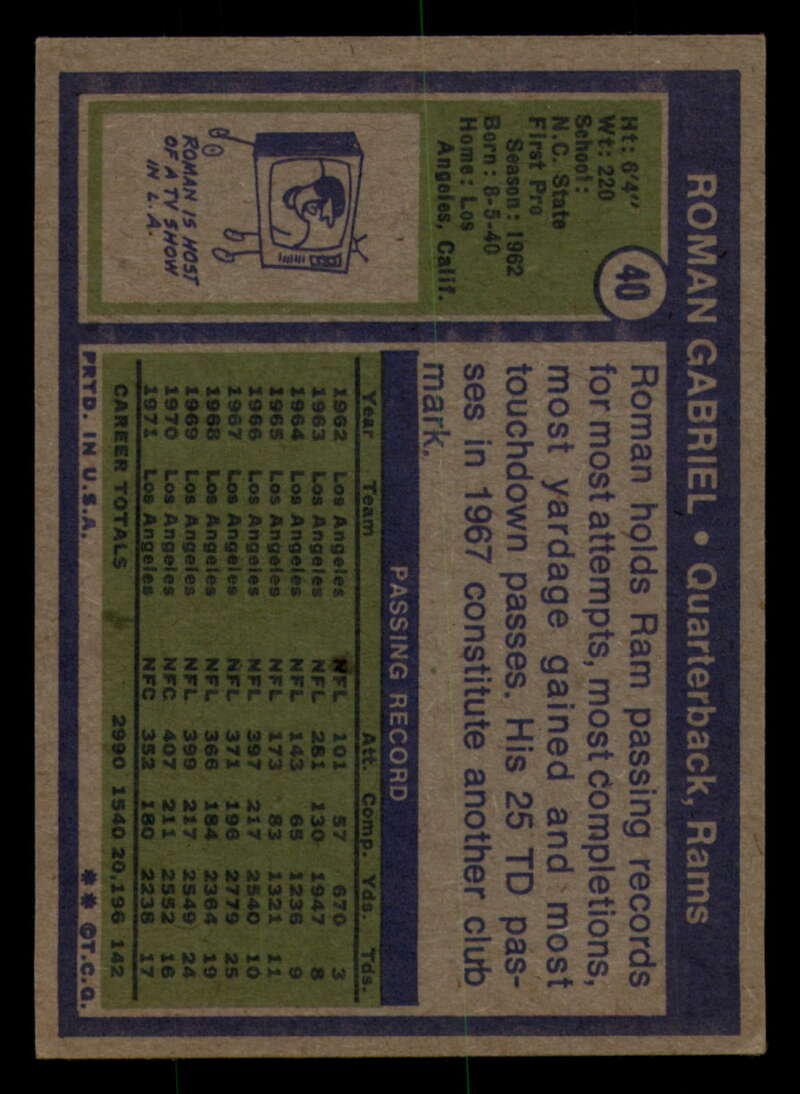 ROMAN GABRIEL • Quarterback, Rams
40
Ht: 6'4"
Wt: 220
School:
N.C. State
First Pro
Season: 1962
Born: 8-5-40
Home: Los
Angeles, Calif.
ROMAN IS HOST
OF A TV SHOW
IN L.A.
Roman holds Ram passing records
for most attempts, most completions,
most yardage gained and most
touchdown passes. His 25 TD pas-
ses in 1967 constitute another club
mark.
PASSING RECORD
Year Team Att. Comp. Yds. Tds.
1962 Los Angeles NFL 101 57 670 3
1963 Los Angeles NFL 281 130 1947 8
1964 Los Angeles NFL 143 65 1236 9
1965 Los Angeles NFL 173 83 1321 11
1966 Los Angeles NFL 397 217 2540 10
1967 Los Angeles NFL 371 196 2779 25
1968 Los Angeles NFL 366 184 2364 19
1969 Los Angeles NFL 399 217 2549 24
1970 Los Angeles NFC 407 211 2552 16
1971 Los Angeles NFC 352 180 2238 17
CAREER TOTALS 2990 1540 20,196 142
PRTD. IN U.S.A. ** ©T.C.G.